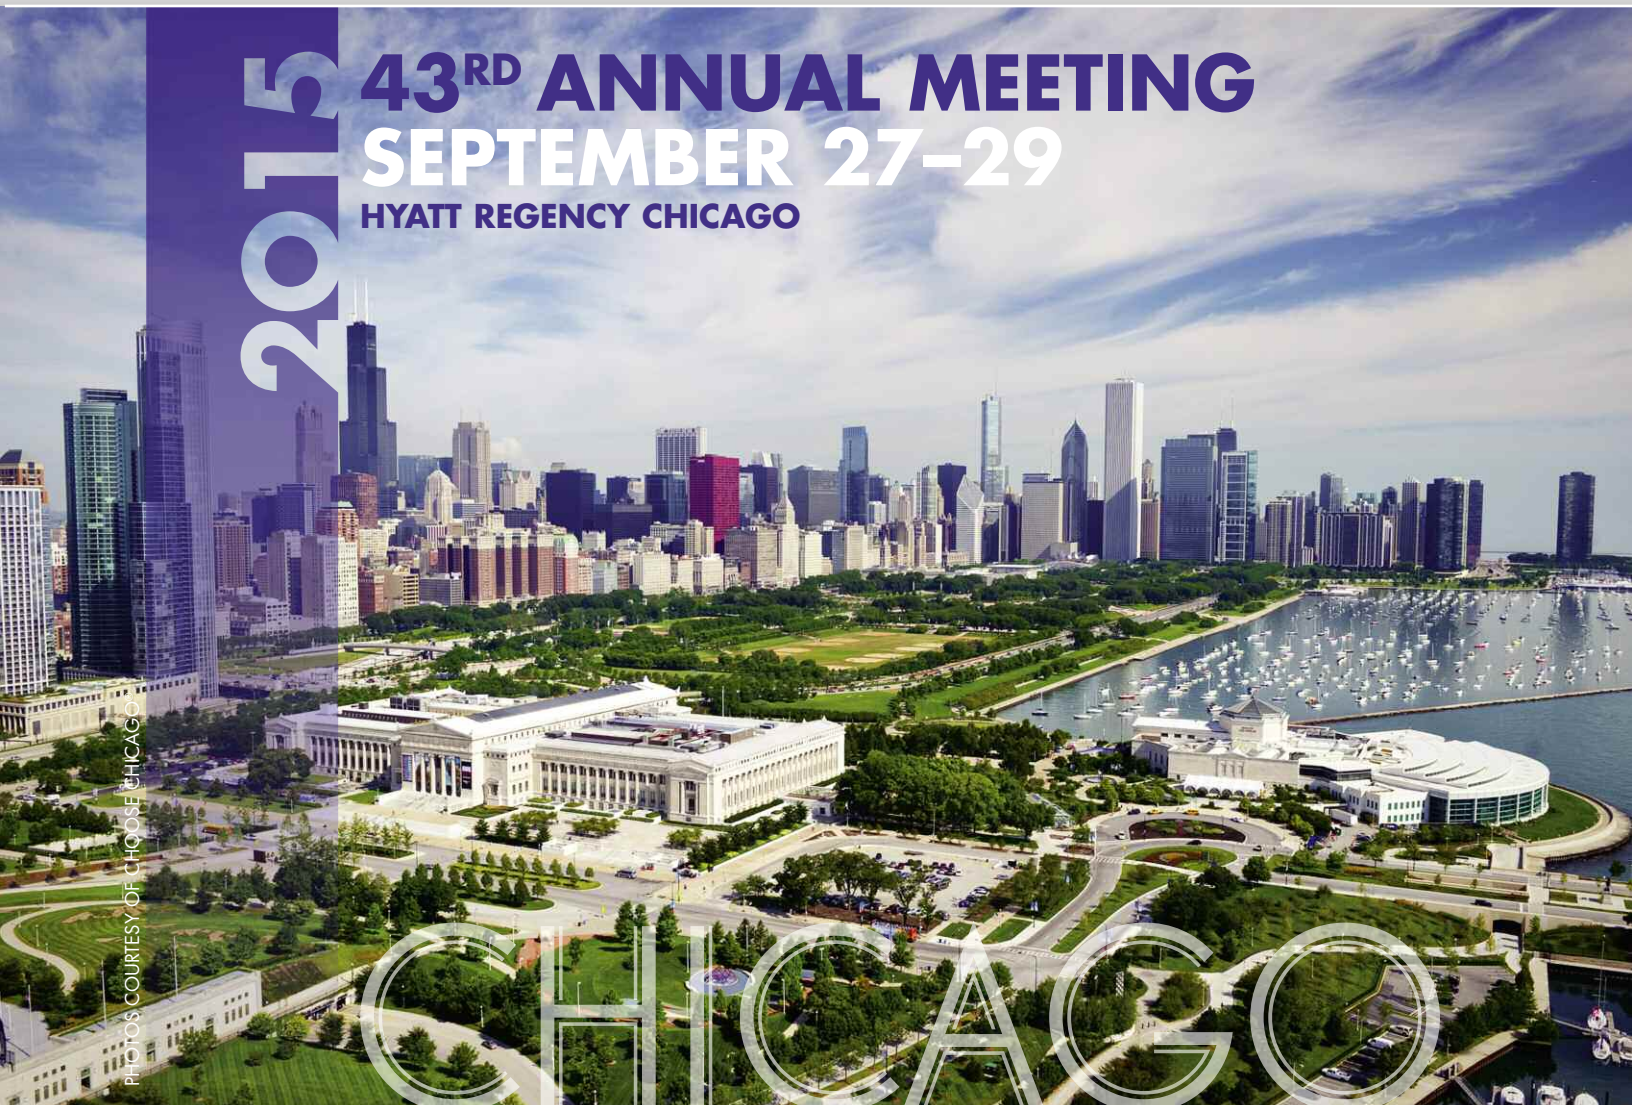 2015
43RD ANNUAL MEETING
SEPTEMBER 27–29
HYATT REGENCY CHICAGO
PHOTOS COURTESY OF CHOOSE CHICAGO
CHICAGO